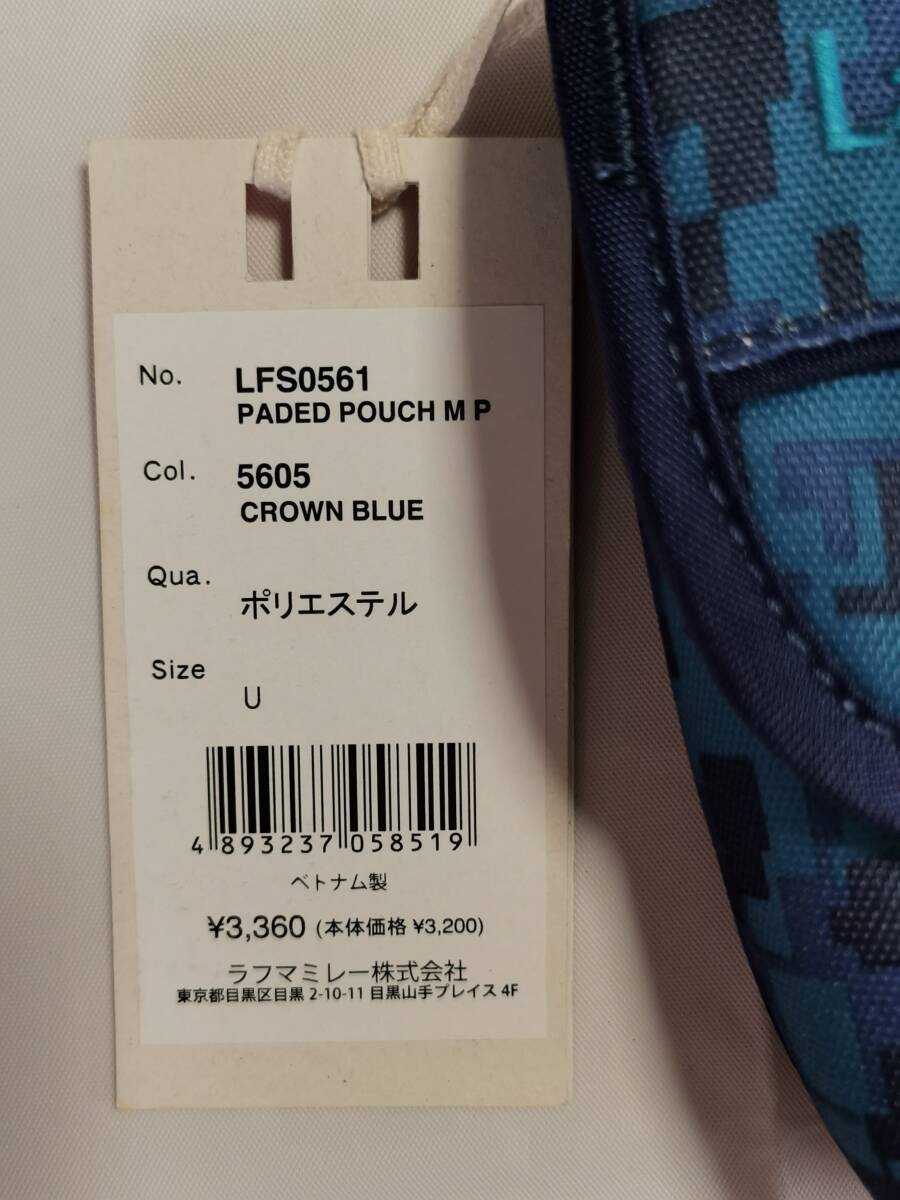 No. LFS0561
PADED POUCH M P
Col. 5605
CROWN BLUE
Qua.
ポリエステル
Size
U
4 893237 058519
ベトナム製
¥3,360 (本体価格 ¥3,200)
ラフマミレー株式会社
東京都目黒区目黒 2-10-11 目黒山手プレイス 4F